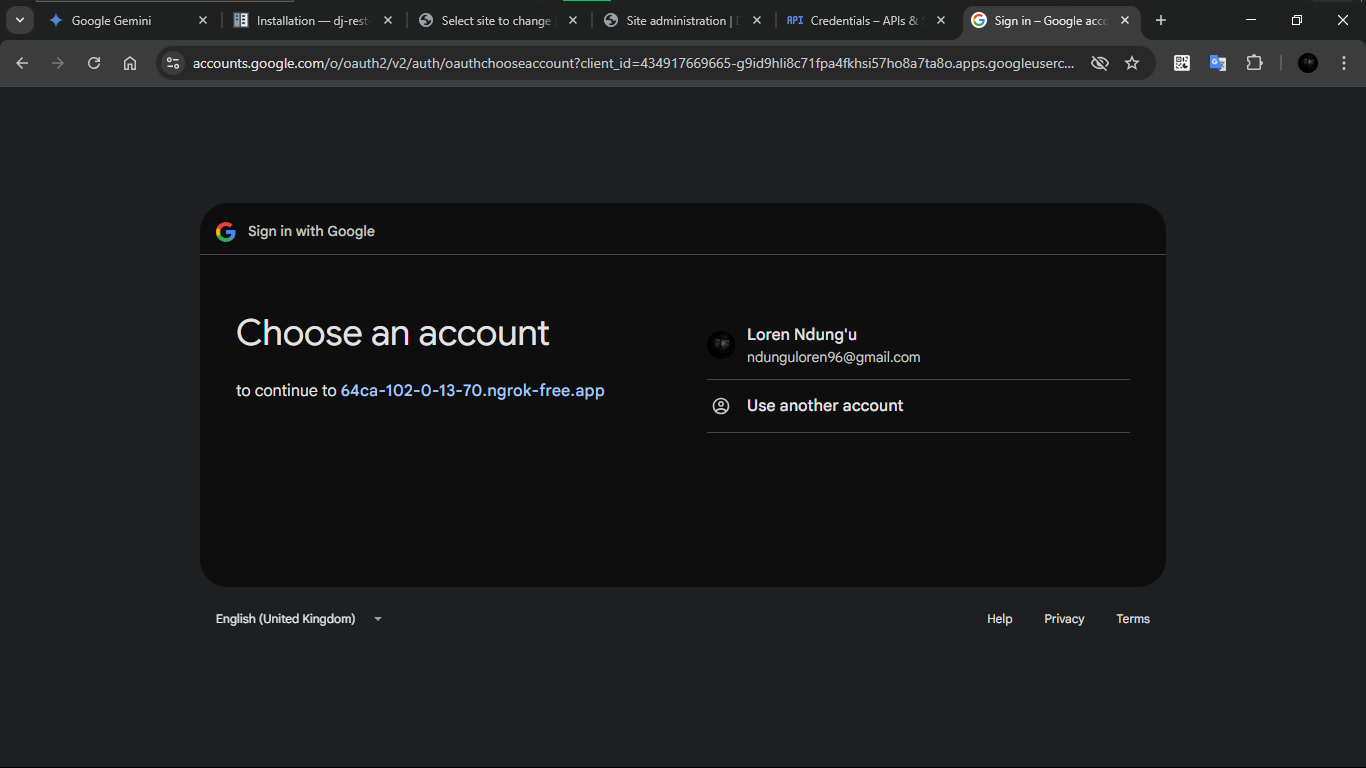 Google Gemini
Installation — dj-rest
Select site to change
Site administration |
API Credentials – APIs &
Sign in – Google acco
accounts.google.com/o/oauth2/v2/auth/oauthchooseaccount?client_id=434917669665-g9id9hli8c71fpa4fkhsi57ho8a7ta8o.apps.googleuserc...
Sign in with Google
Choose an account
to continue to 64ca-102-0-13-70.ngrok-free.app
Loren Ndung'u
ndunguloren96@gmail.com
Use another account
English (United Kingdom)
Help
Privacy
Terms